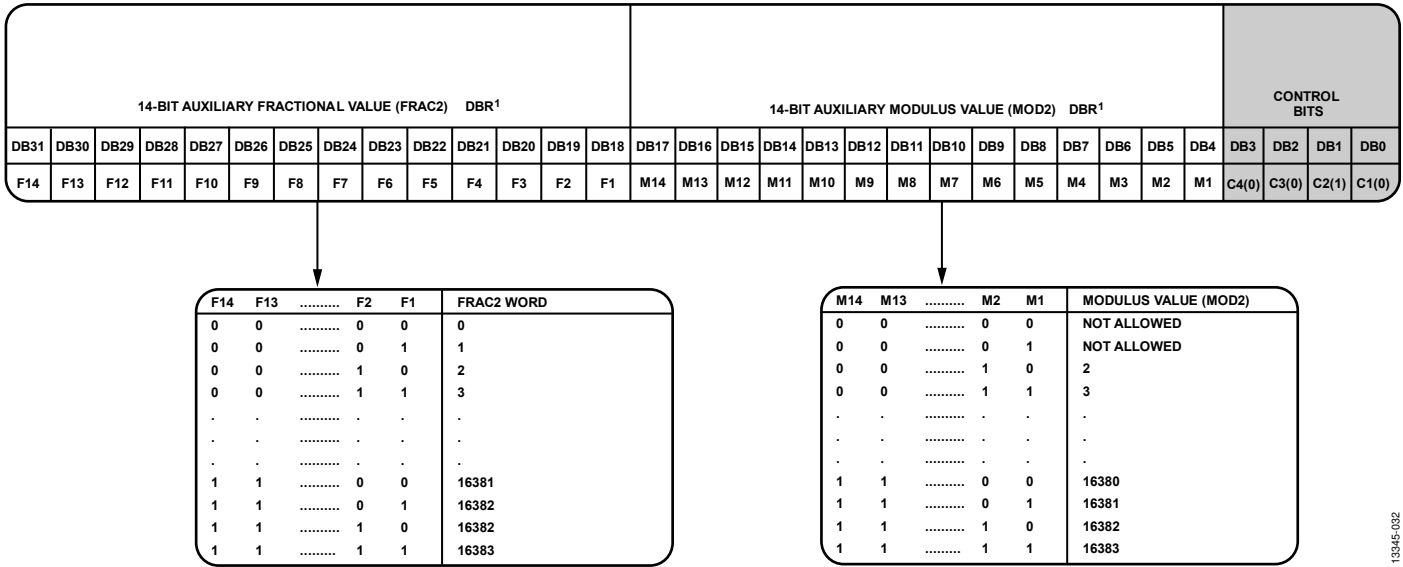 14-BIT AUXILIARY FRACTIONAL VALUE (FRAC2) DBR1 14-BIT AUXILIARY MODULUS VALUE (MOD2) DBR1 CONTROL BITS
DB31 DB30 DB29 DB28 DB27 DB26 DB25 DB24 DB23 DB22 DB21 DB20 DB19 DB18 DB17 DB16 DB15 DB14 DB13 DB12 DB11 DB10 DB9 DB8 DB7 DB6 DB5 DB4 DB3 DB2 DB1 DB0
F14 F13 F12 F11 F10 F9 F8 F7 F6 F5 F4 F3 F2 F1 M14 M13 M12 M11 M10 M9 M8 M7 M6 M5 M4 M3 M2 M1 C4(0) C3(0) C2(1) C1(0)
F14 F13 .......... F2 F1 FRAC2 WORD
0 0 .......... 0 0 0
0 0 .......... 0 1 1
0 0 .......... 1 0 2
0 0 .......... 1 1 3
. . .......... . . .
. . .......... . . .
. . .......... . . .
1 1 .......... 0 0 16381
1 1 .......... 0 1 16382
1 1 .......... 1 0 16382
1 1 ......... 1 1 16383
M14 M13 .......... M2 M1 MODULUS VALUE (MOD2)
0 0 .......... 0 0 NOT ALLOWED
0 0 .......... 0 1 NOT ALLOWED
0 0 .......... 1 0 2
0 0 .......... 1 1 3
. . .......... . . .
. . .......... . . .
. . .......... . . .
1 1 .......... 0 0 16380
1 1 .......... 0 1 16381
1 1 .......... 1 0 16382
1 1 ......... 1 1 16383
13345-032